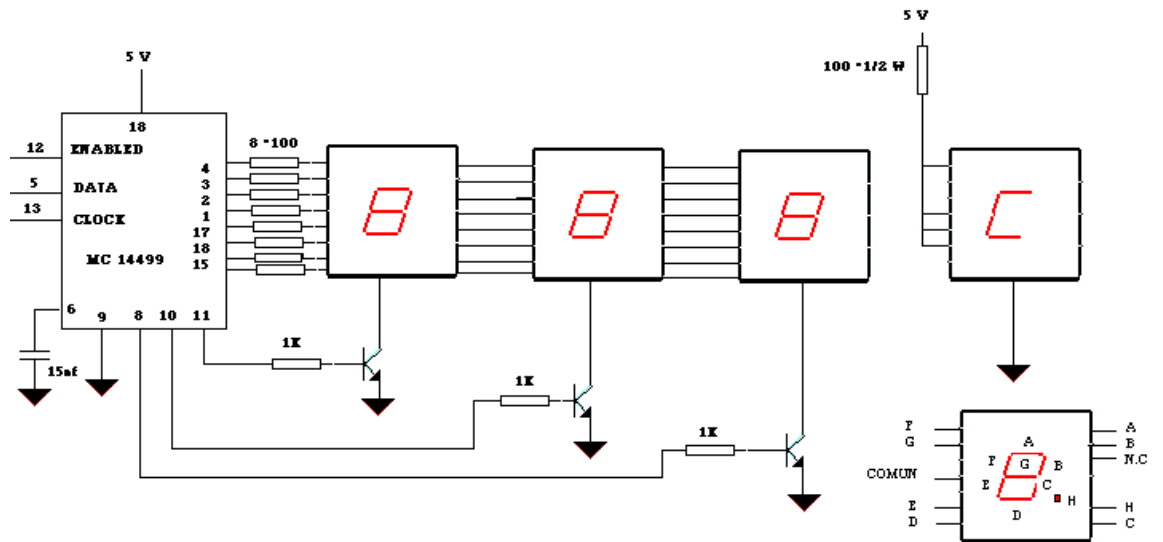 5 V
5 V
100 *1/2 W
18
8 *100
12
ENABLED
4
3
5
DATA
2
13
CLOCK
1
17
18
MC 14499
15
6
9
8
10
11
15nf
1K
1K
1K
F
G
COMUN
E
D
A
F
G
B
E
C
H
D
A
B
N.C
H
C